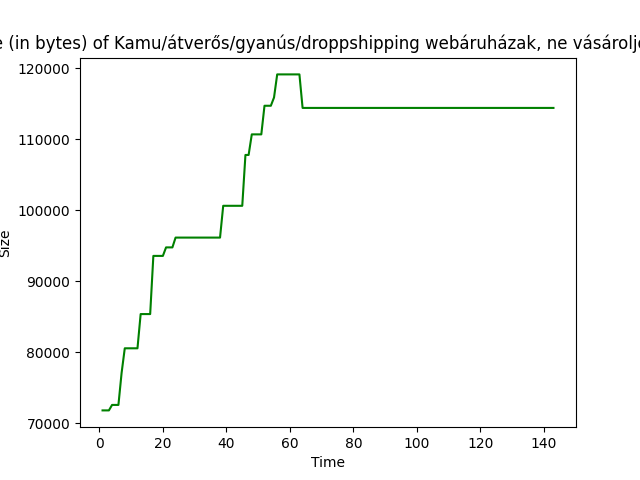 (in bytes) of Kamu/átverős/gyanús/droppshipping webáruházak, ne
120000
110000
100000
90000
80000
70000
Size
0 20 40 60 80 100 120 140
Time